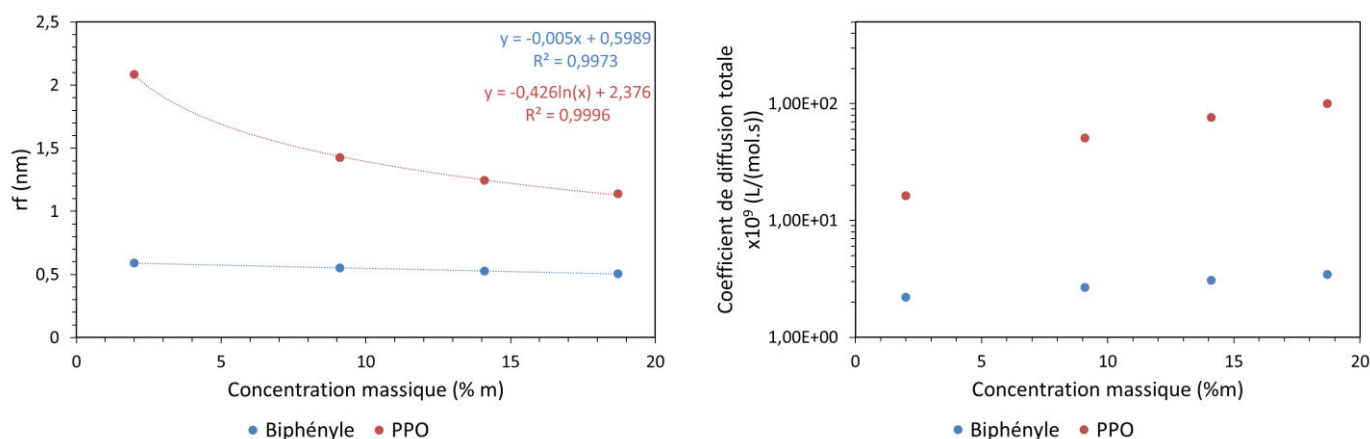 2,5
2
1,5
1
0,5
0
rf (nm)
y = -0,005x + 0,5989
R² = 0,9973
y = -0,426ln(x) + 2,376
R² = 0,9996
0 5 10 15 20
Concentration massique (% m)
Biphényle PPO
Coefficient de diffusion totale
x10⁹ (L/(mol.s))
1,00E+02
1,00E+01
1,00E+00
0 5 10 15 20
Concentration massique (%m)
Biphényle PPO